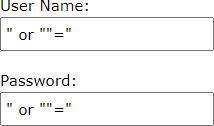 User Name:
" or ""="
Password:
" or ""="